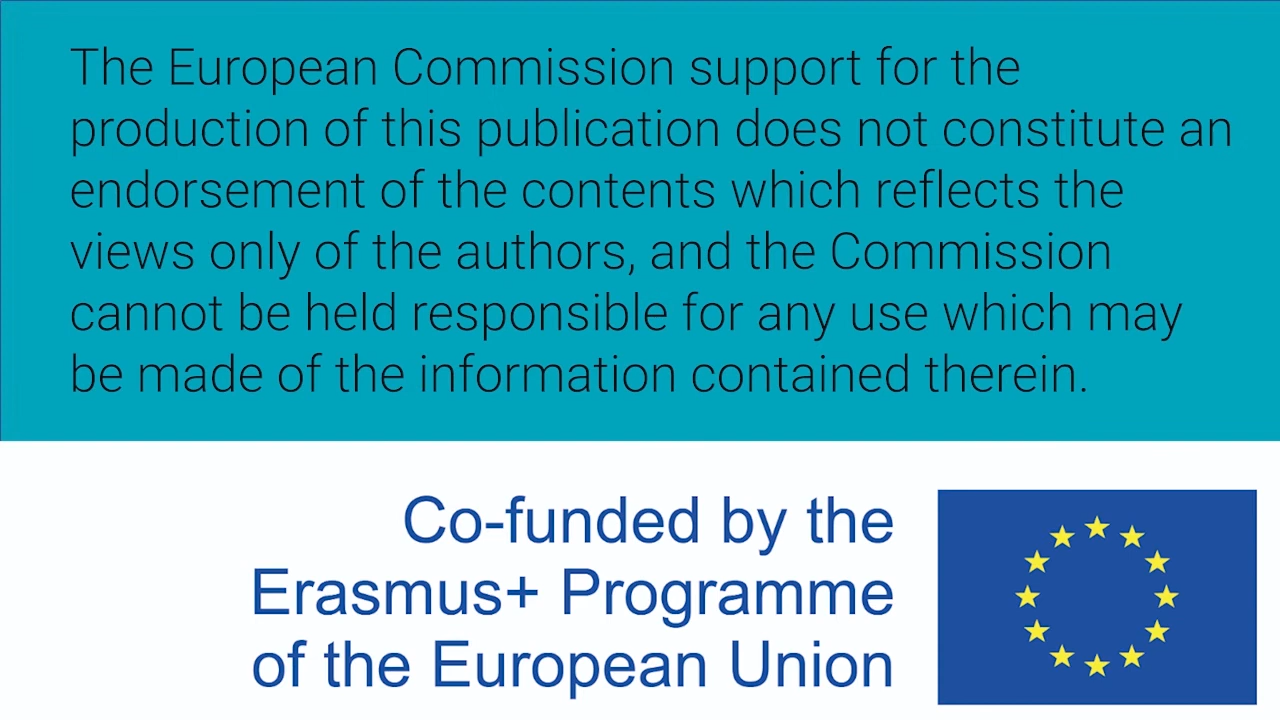 The European Commission support for the
production of this publication does not constitute an
endorsement of the contents which reflects the
views only of the authors, and the Commission
cannot be held responsible for any use which may
be made of the information contained therein.
Co-funded by the
Erasmus+ Programme
of the European Union